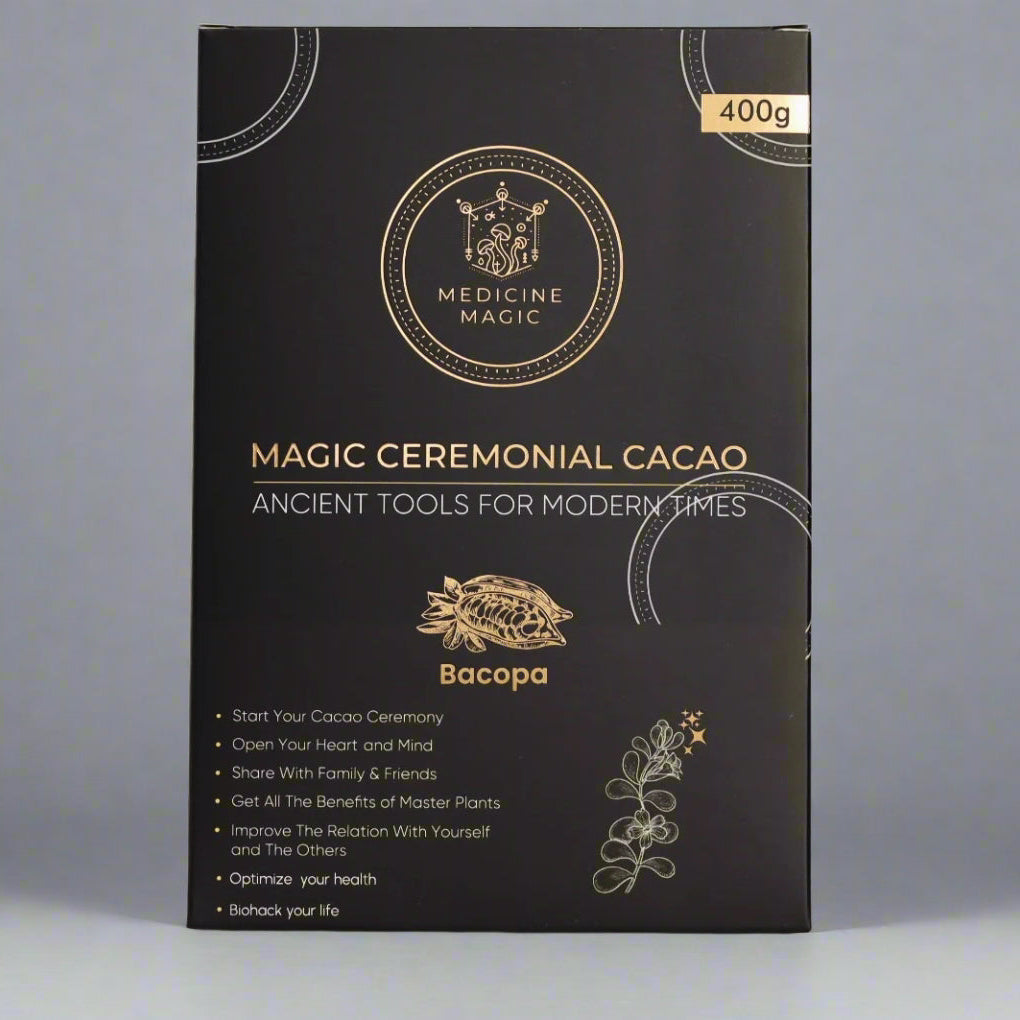 400g
MEDICINE
MAGIC
MAGIC CEREMONIAL CACAO
ANCIENT TOOLS FOR MODERN TIMES
Bacopa
• Start Your Cacao Ceremony
• Open Your Heart and Mind
• Share With Family & Friends
• Get All The Benefits of Master Plants
• Improve The Relation With Yourself
and The Others
• Optimize your health
• Biohack your life